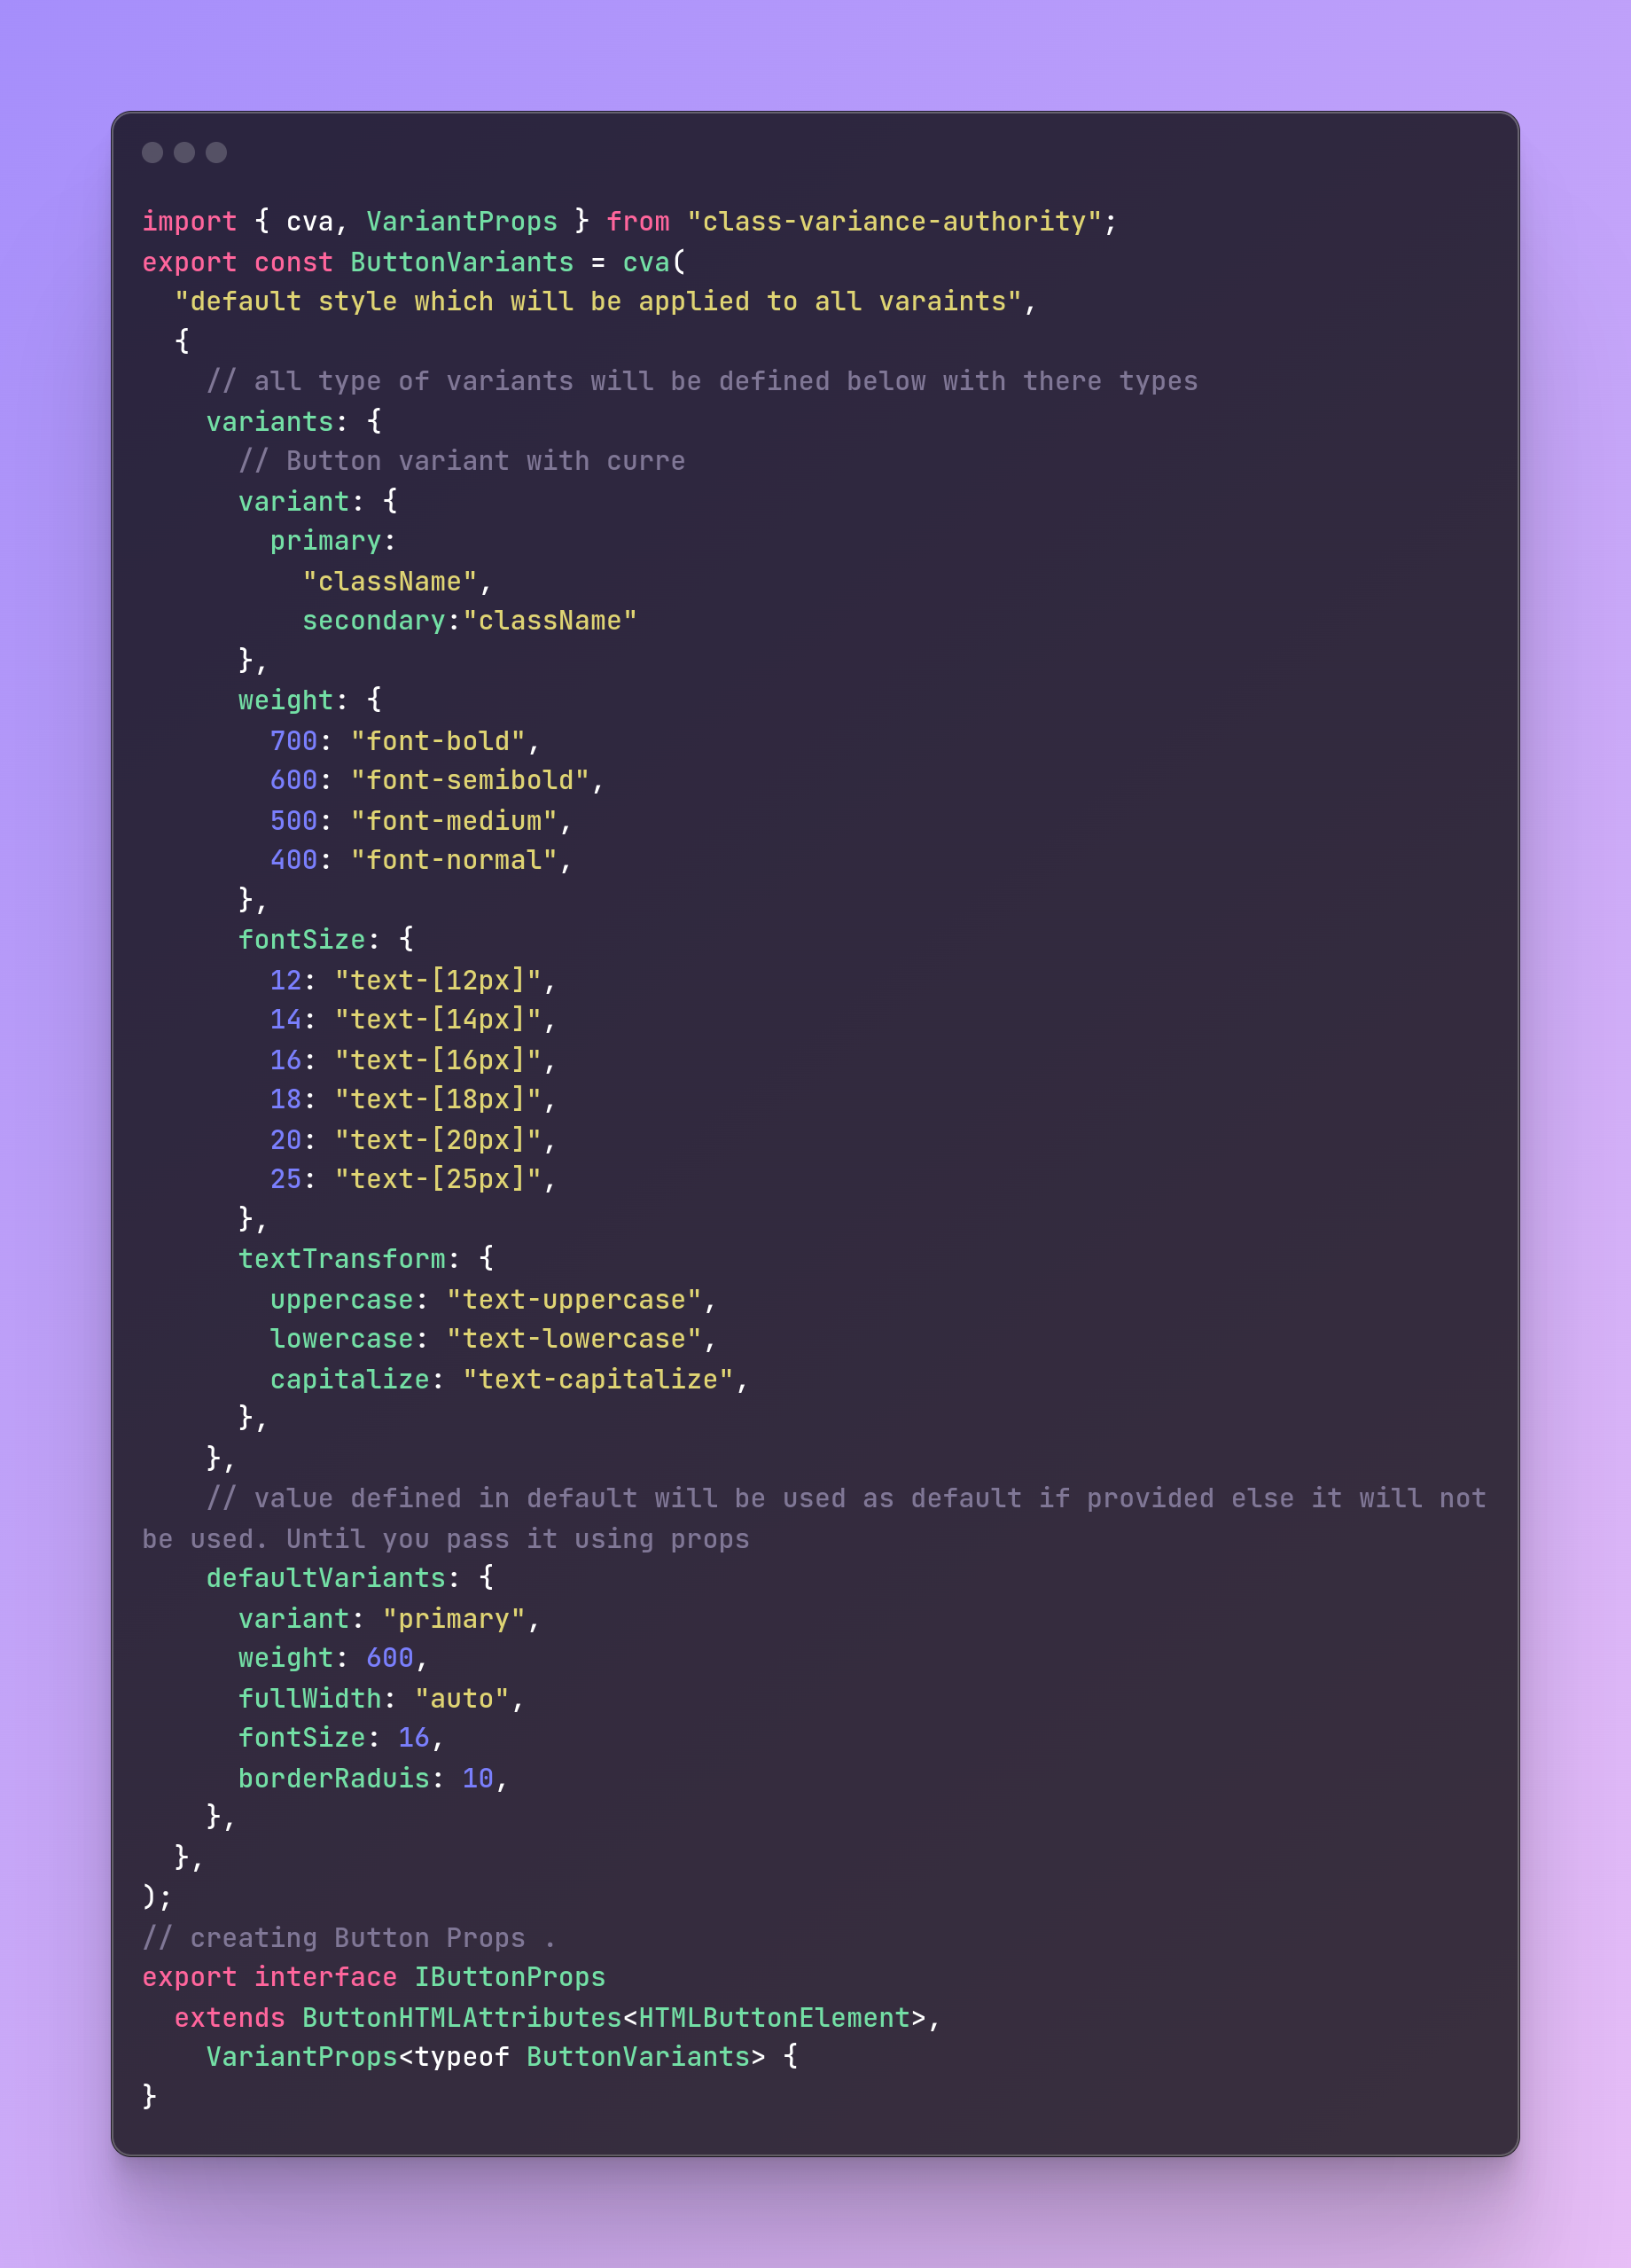 import { cva, VariantProps } from "class-variance-authority";
export const ButtonVariants = cva(
  "default style which will be applied to all varaints",
  {
    // all type of variants will be defined below with there types
    variants: {
      // Button variant with curre
      variant: {
        primary:
          "className",
          secondary:"className"
      },
      weight: {
        700: "font-bold",
        600: "font-semibold",
        500: "font-medium",
        400: "font-normal",
      },
      fontSize: {
        12: "text-[12px]",
        14: "text-[14px]",
        16: "text-[16px]",
        18: "text-[18px]",
        20: "text-[20px]",
        25: "text-[25px]",
      },
      textTransform: {
        uppercase: "text-uppercase",
        lowercase: "text-lowercase",
        capitalize: "text-capitalize",
      },
    },
    // value defined in default will be used as default if provided else it will not
be used. Until you pass it using props
    defaultVariants: {
      variant: "primary",
      weight: 600,
      fullWidth: "auto",
      fontSize: 16,
      borderRaduis: 10,
    },
  },
);
// creating Button Props .
export interface IButtonProps
  extends ButtonHTMLAttributes<HTMLButtonElement>,
    VariantProps<typeof ButtonVariants> {
}